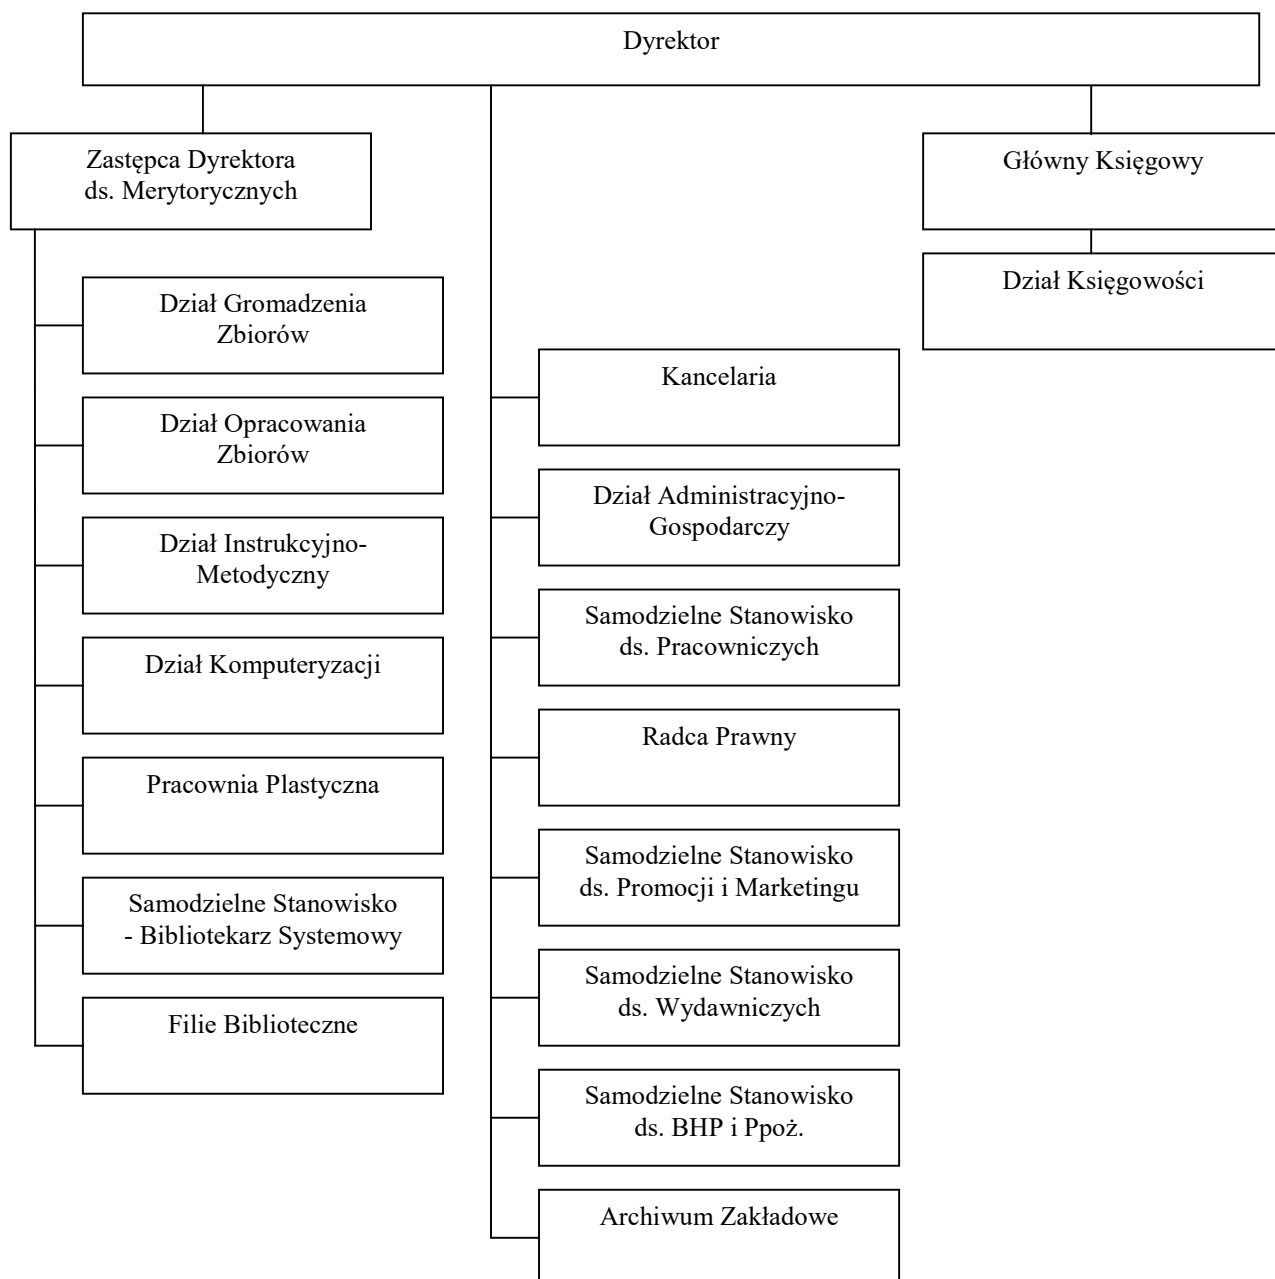 Dyrektor
Zastępca Dyrektora
ds. Merytorycznych
Główny Księgowy
Dział Księgowości
Dział Gromadzenia
Zbiorów
Dział Opracowania
Zbiorów
Dział Instrukcyjno-
Metodyczny
Dział Komputeryzacji
Pracownia Plastyczna
Samodzielne Stanowisko
- Bibliotekarz Systemowy
Filie Biblioteczne
Kancelaria
Dział Administracyjno-
Gospodarczy
Samodzielne Stanowisko
ds. Pracowniczych
Radca Prawny
Samodzielne Stanowisko
ds. Promocji i Marketingu
Samodzielne Stanowisko
ds. Wydawniczych
Samodzielne Stanowisko
ds. BHP i Ppoż.
Archiwum Zakładowe